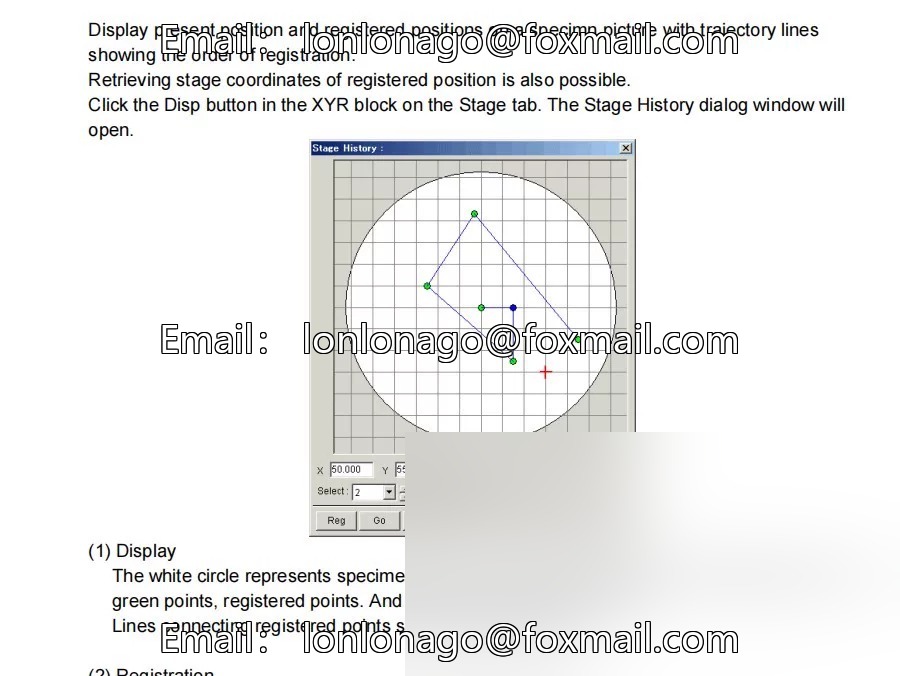 Display present position and registered positions on a specimn picture with trajectory lines
Email： lonlonago@foxmail.com
showing the order of registration.
Retrieving stage coordinates of registered position is also possible.
Click the Disp button in the XYR block on the Stage tab. The Stage History dialog window will
open.
Stage History :
Email： lonlonago@foxmail.com
X 50.000 Y 55
Select : 2
Reg Go
(1) Display
The white circle represents specime
green points, registered points. And
Lines connecting registered points s
Email： lonlonago@foxmail.com
(2) Registration